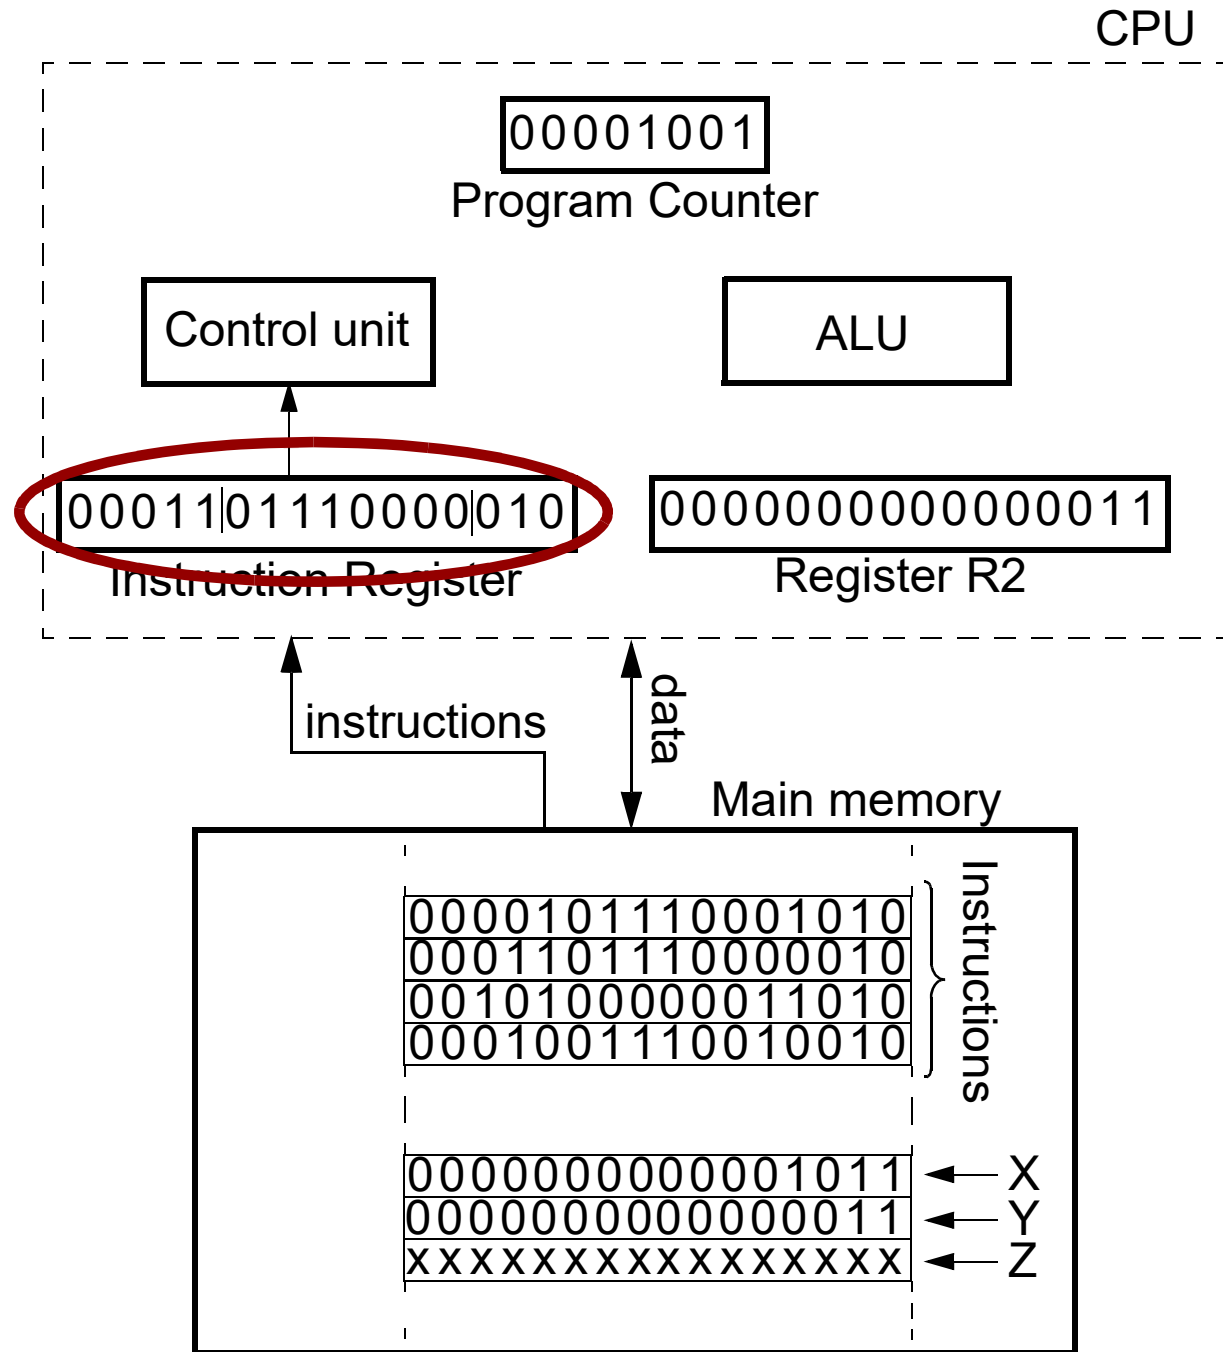 CPU
00001001
Program Counter
Control unit
ALU
00011 01110000 010
0000000000000011
Instruction Register
Register R2
instructions
data
Main memory
Instructions
0000101110001010
0001101110000010
0010100000011010
0001001110010010
0000000000001011
X
0000000000000011
Y
xxxxxxxxxxxxxxxx
Z